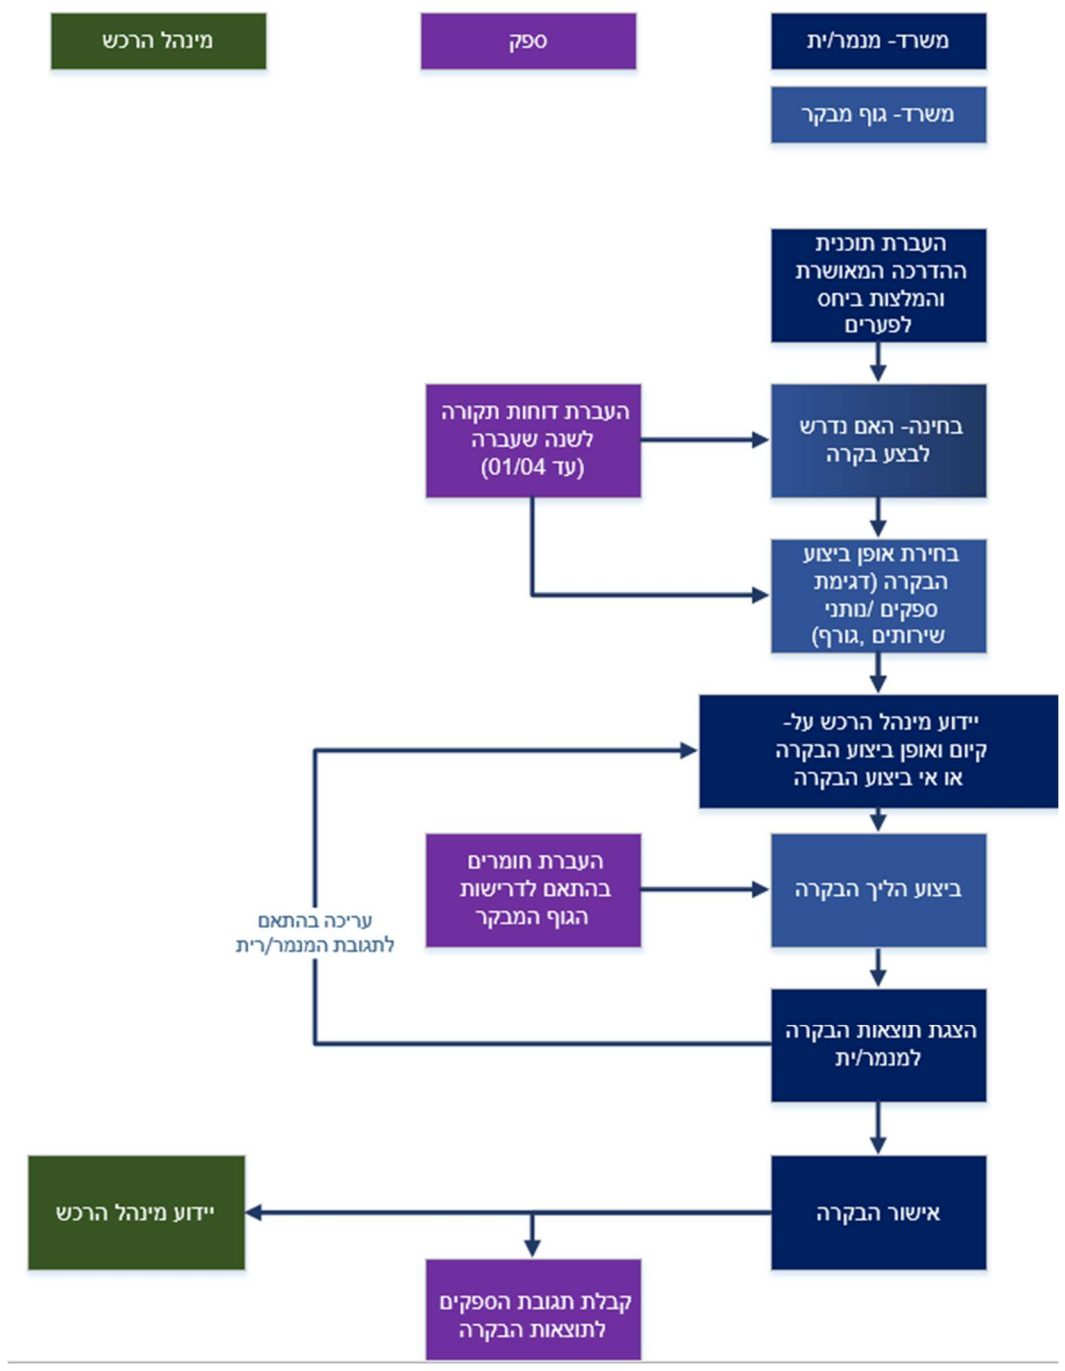 משרד- מנמר/ית
ספק
מינהל הרכש
משרד- גוף מבקר
העברת תוכנית
ההדרכה המאושרת
והמלצות ביחס
לפערים
בחינה- האם נדרש
לבצע בקרה
העברת דוחות תקורה
לשנה שעברה
(עד 01/04)
בחירת אופן ביצוע
הבקרה (דגימת
ספקים /נותני
שירותים ,גורף)
יידוע מינהל הרכש על-
קיום ואופן ביצוע הבקרה
או אי ביצוע הבקרה
ביצוע הליך הבקרה
העברת חומרים
בהתאם לדרישות
הגוף המבקר
עריכה בהתאם
לתגובת המנמר/רית
הצגת תוצאות הבקרה
למנמר/ית
אישור הבקרה
יידוע מינהל הרכש
קבלת תגובת הספקים
לתוצאות הבקרה